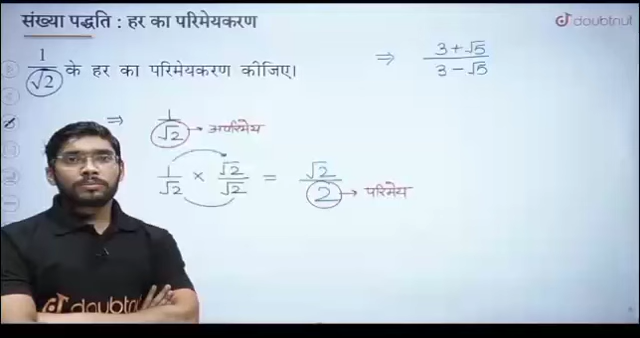 संख्या पद्धति : हर का परिमेयकरण
doubtnut
1/√2 के हर का परिमेयकरण कीजिए।
⇒ (3+√5)/(3-√5)
⇒ 1/√2 → अपरिमेय
1/√2 × √2/√2 = √2/2 → परिमेय
doubtnut